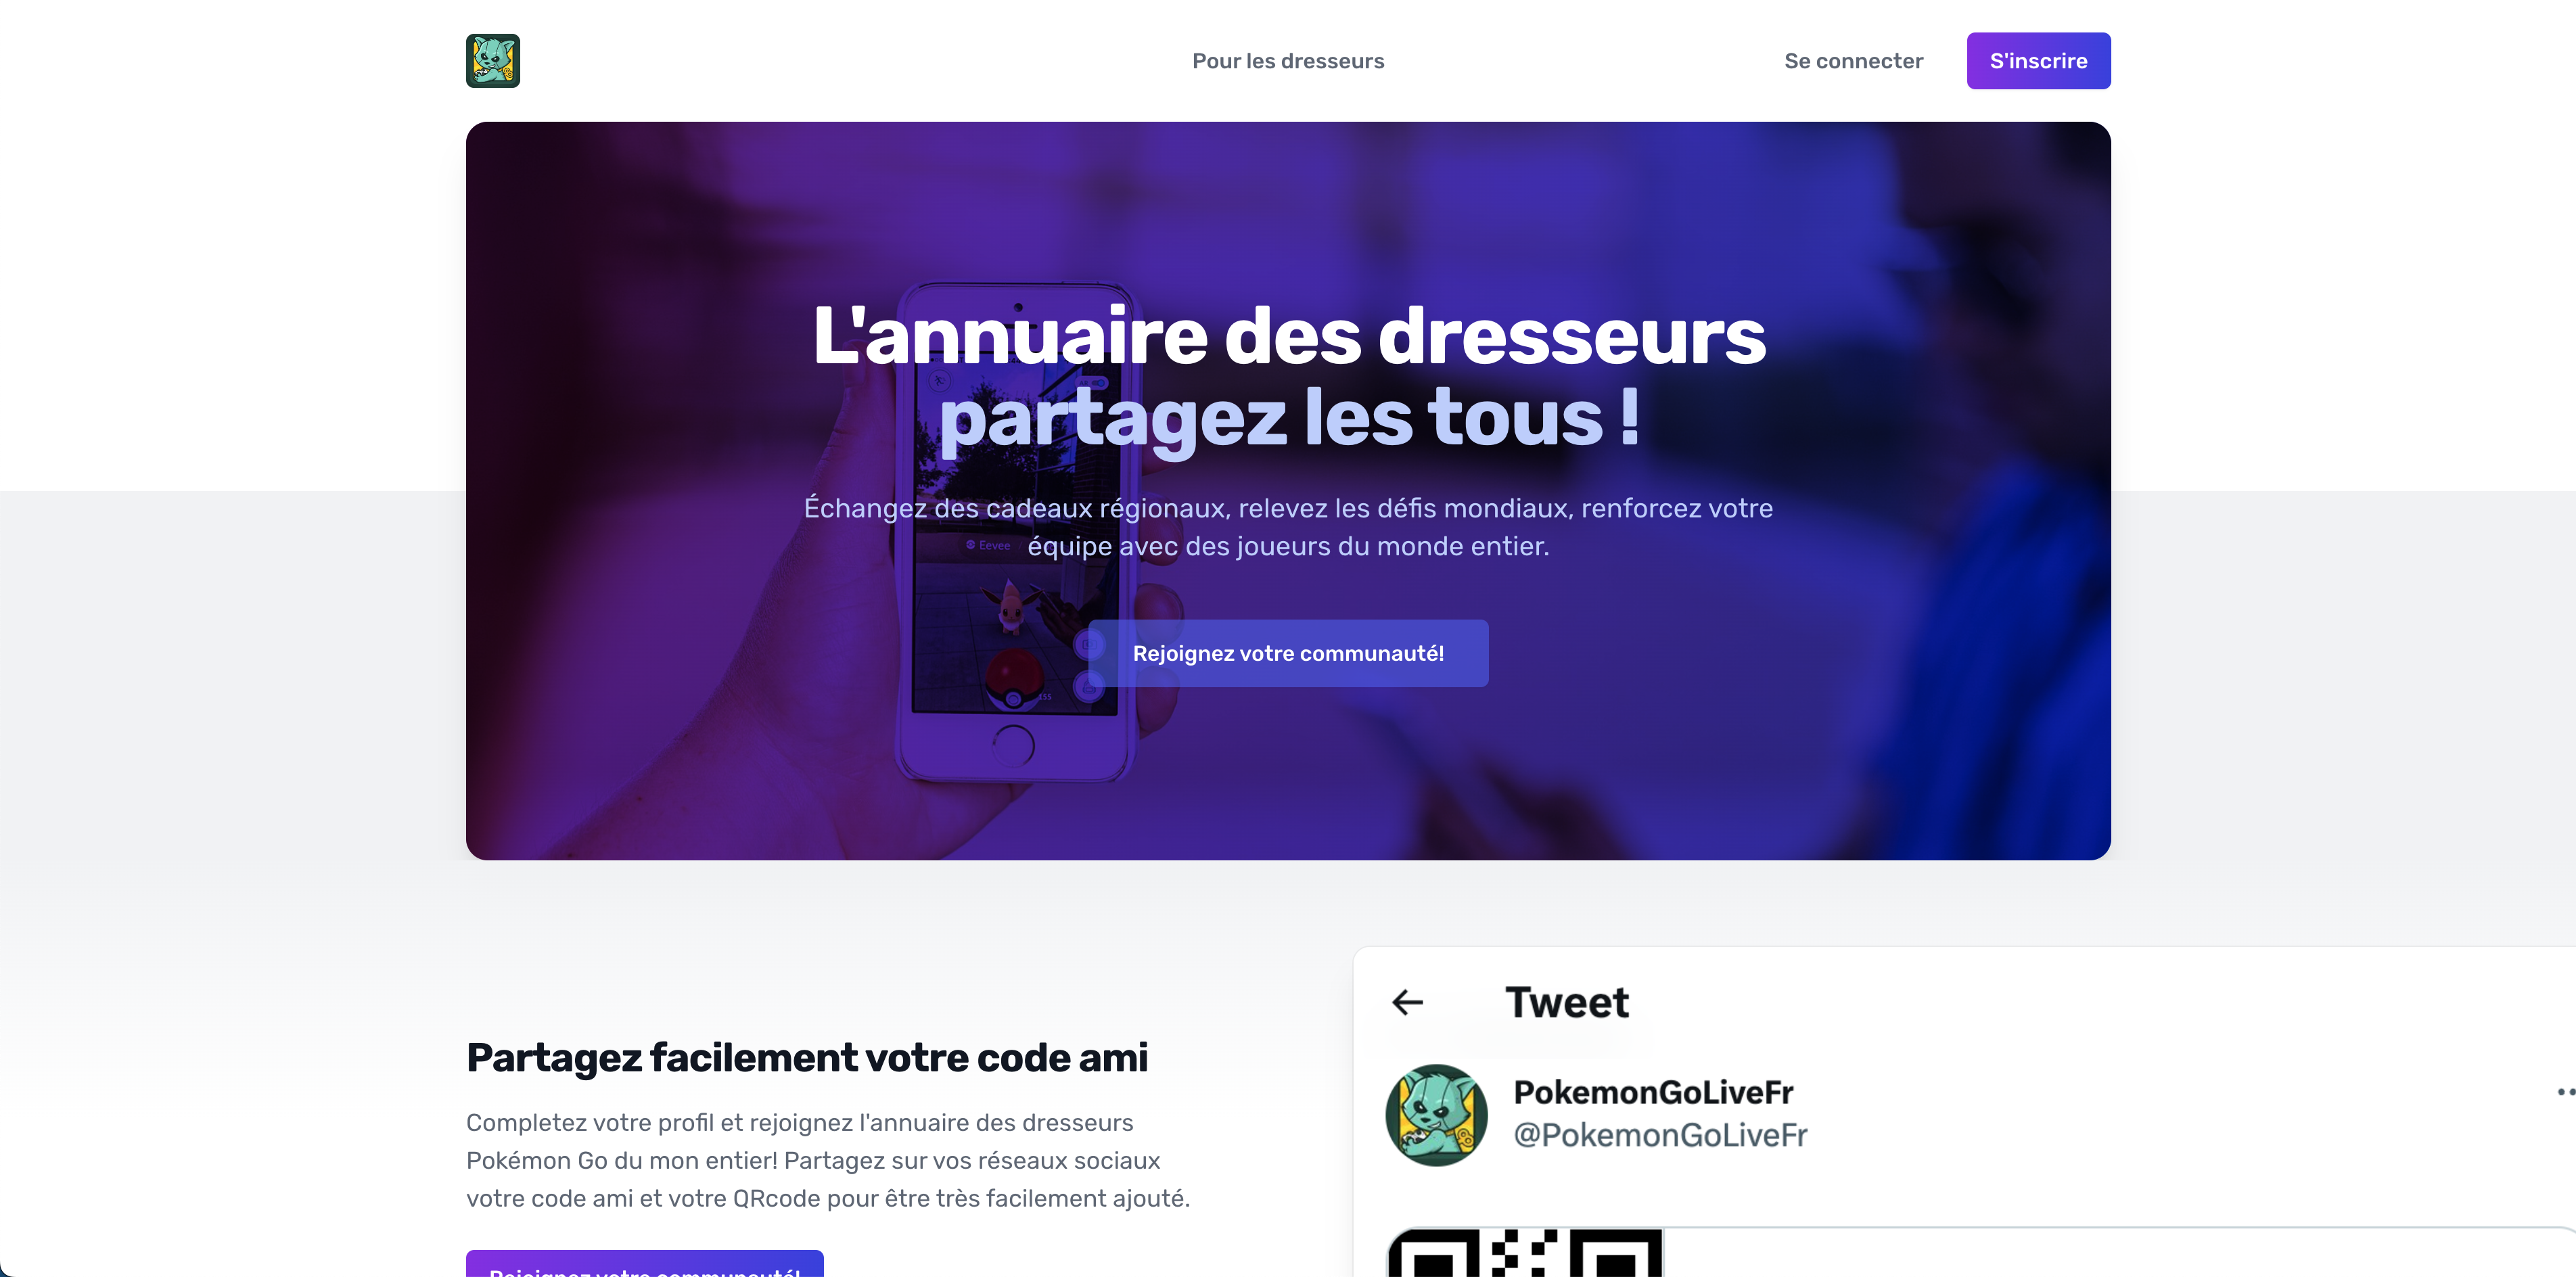 Pour les dresseurs
Se connecter
S'inscrire
L'annuaire des dresseurs
partagez les tous !
Échangez des cadeaux régionaux, relevez les défis mondiaux, renforcez votre
équipe avec des joueurs du monde entier.
Eevee
Rejoignez votre communauté!
Tweet
PokemonGoLiveFr
@PokemonGoLiveFr
Partagez facilement votre code ami
Completez votre profil et rejoignez l'annuaire des dresseurs
Pokémon Go du mon entier! Partagez sur vos réseaux sociaux
votre code ami et votre QRcode pour être très facilement ajouté.
Rejoignez votre communauté!